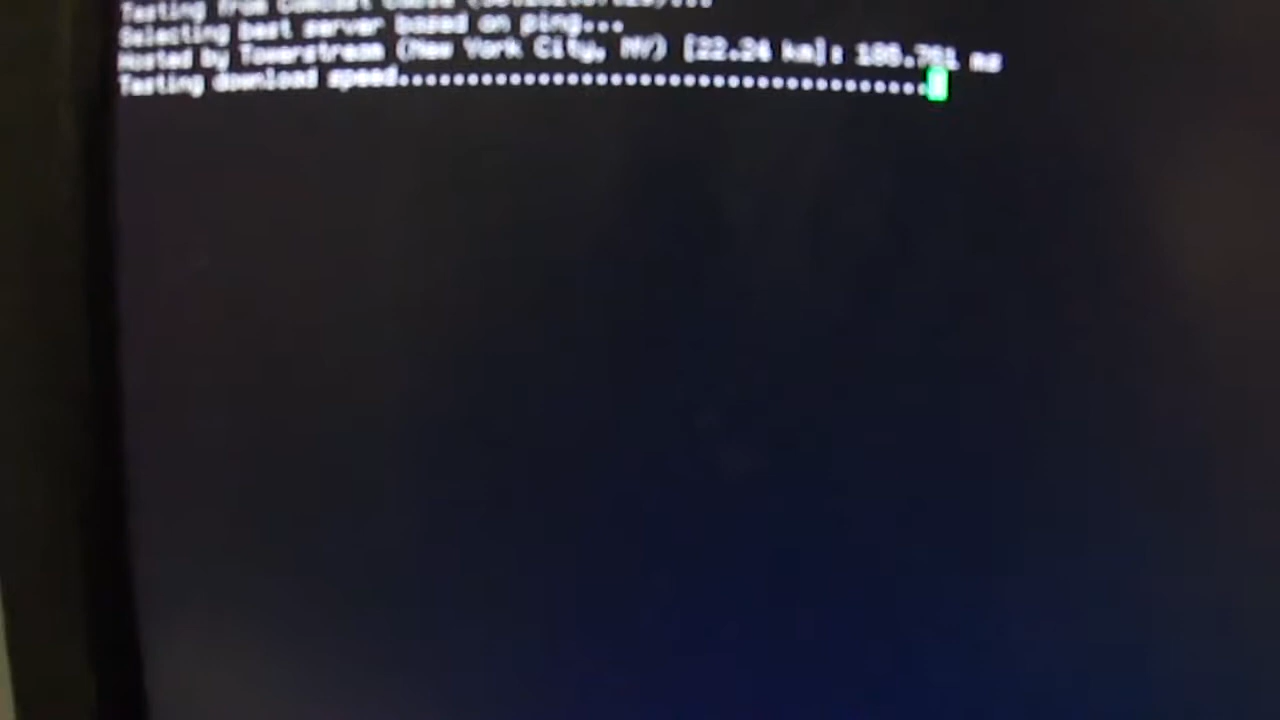 Testing from Comcast Cable
Selecting best server based on ping...
Hosted by Towerstream (New York City, NY) [22.24 km]: ms
Testing download speed......................................